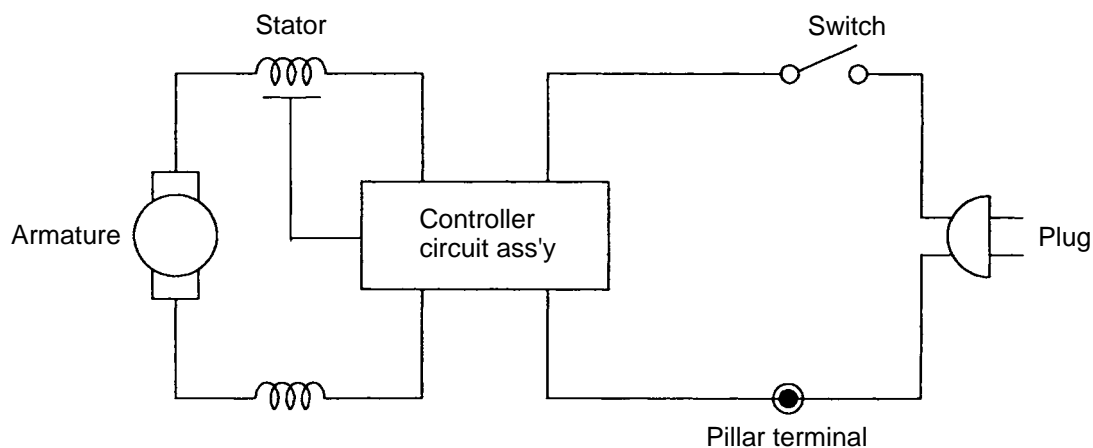 Stator
Switch
Armature
Controller
circuit ass'y
Plug
Pillar terminal